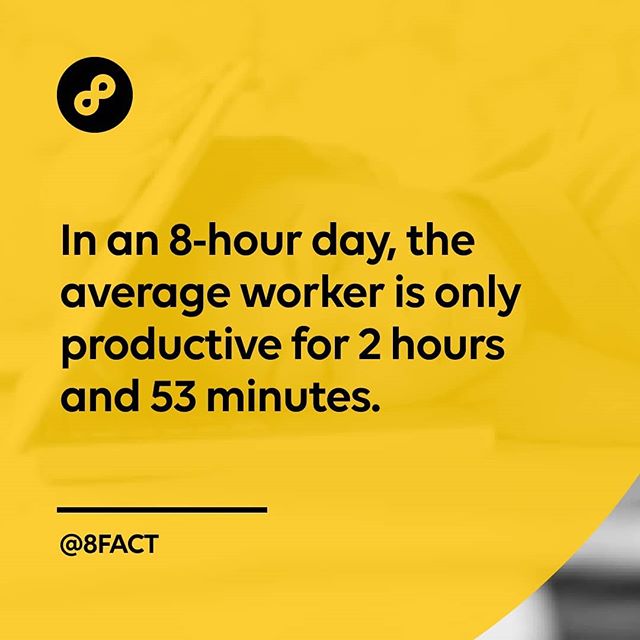 In an 8-hour day, the
average worker is only
productive for 2 hours
and 53 minutes.
@8FACT